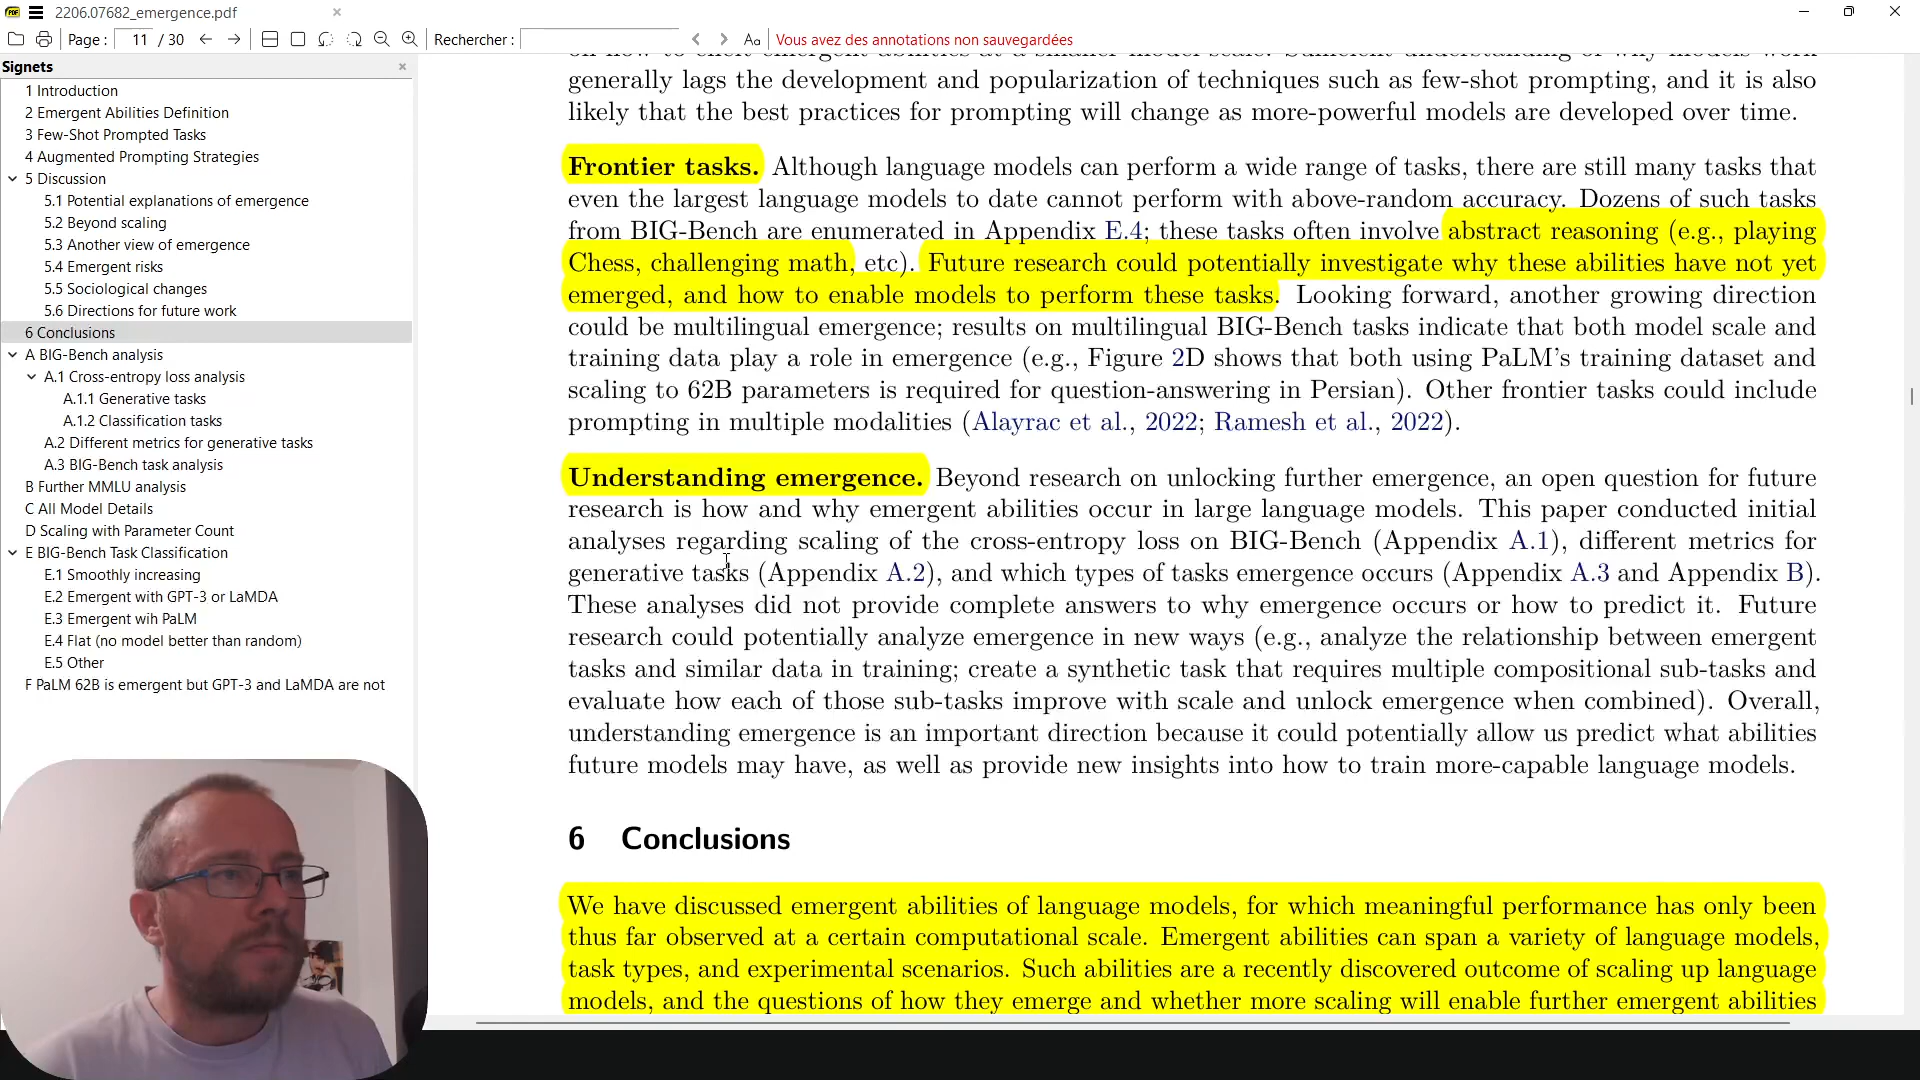 2206.07682_emergence.pdf
Page : 11 / 30 Rechercher : Aa Vous avez des annotations non sauvegardées
Signets
1 Introduction
2 Emergent Abilities Definition
3 Few-Shot Prompted Tasks
4 Augmented Prompting Strategies
5 Discussion
5.1 Potential explanations of emergence
5.2 Beyond scaling
5.3 Another view of emergence
5.4 Emergent risks
5.5 Sociological changes
5.6 Directions for future work
6 Conclusions
A BIG-Bench analysis
A.1 Cross-entropy loss analysis
A.1.1 Generative tasks
A.1.2 Classification tasks
A.2 Different metrics for generative tasks
A.3 BIG-Bench task analysis
B Further MMLU analysis
C All Model Details
D Scaling with Parameter Count
E BIG-Bench Task Classification
E.1 Smoothly increasing
E.2 Emergent with GPT-3 or LaMDA
E.3 Emergent wih PaLM
E.4 Flat (no model better than random)
E.5 Other
F PaLM 62B is emergent but GPT-3 and LaMDA are not
on how to elicit emergent abilities at a smaller model scale. Sufficient understanding of why models work
generally lags the development and popularization of techniques such as few-shot prompting, and it is also
likely that the best practices for prompting will change as more-powerful models are developed over time.
Frontier tasks. Although language models can perform a wide range of tasks, there are still many tasks that
even the largest language models to date cannot perform with above-random accuracy. Dozens of such tasks
from BIG-Bench are enumerated in Appendix E.4; these tasks often involve abstract reasoning (e.g., playing
Chess, challenging math, etc). Future research could potentially investigate why these abilities have not yet
emerged, and how to enable models to perform these tasks. Looking forward, another growing direction
could be multilingual emergence; results on multilingual BIG-Bench tasks indicate that both model scale and
training data play a role in emergence (e.g., Figure 2D shows that both using PaLM's training dataset and
scaling to 62B parameters is required for question-answering in Persian). Other frontier tasks could include
prompting in multiple modalities (Alayrac et al., 2022; Ramesh et al., 2022).
Understanding emergence. Beyond research on unlocking further emergence, an open question for future
research is how and why emergent abilities occur in large language models. This paper conducted initial
analyses regarding scaling of the cross-entropy loss on BIG-Bench (Appendix A.1), different metrics for
generative tasks (Appendix A.2), and which types of tasks emergence occurs (Appendix A.3 and Appendix B).
These analyses did not provide complete answers to why emergence occurs or how to predict it. Future
research could potentially analyze emergence in new ways (e.g., analyze the relationship between emergent
tasks and similar data in training; create a synthetic task that requires multiple compositional sub-tasks and
evaluate how each of those sub-tasks improve with scale and unlock emergence when combined). Overall,
understanding emergence is an important direction because it could potentially allow us predict what abilities
future models may have, as well as provide new insights into how to train more-capable language models.
6 Conclusions
We have discussed emergent abilities of language models, for which meaningful performance has only been
thus far observed at a certain computational scale. Emergent abilities can span a variety of language models,
task types, and experimental scenarios. Such abilities are a recently discovered outcome of scaling up language
models, and the questions of how they emerge and whether more scaling will enable further emergent abilities